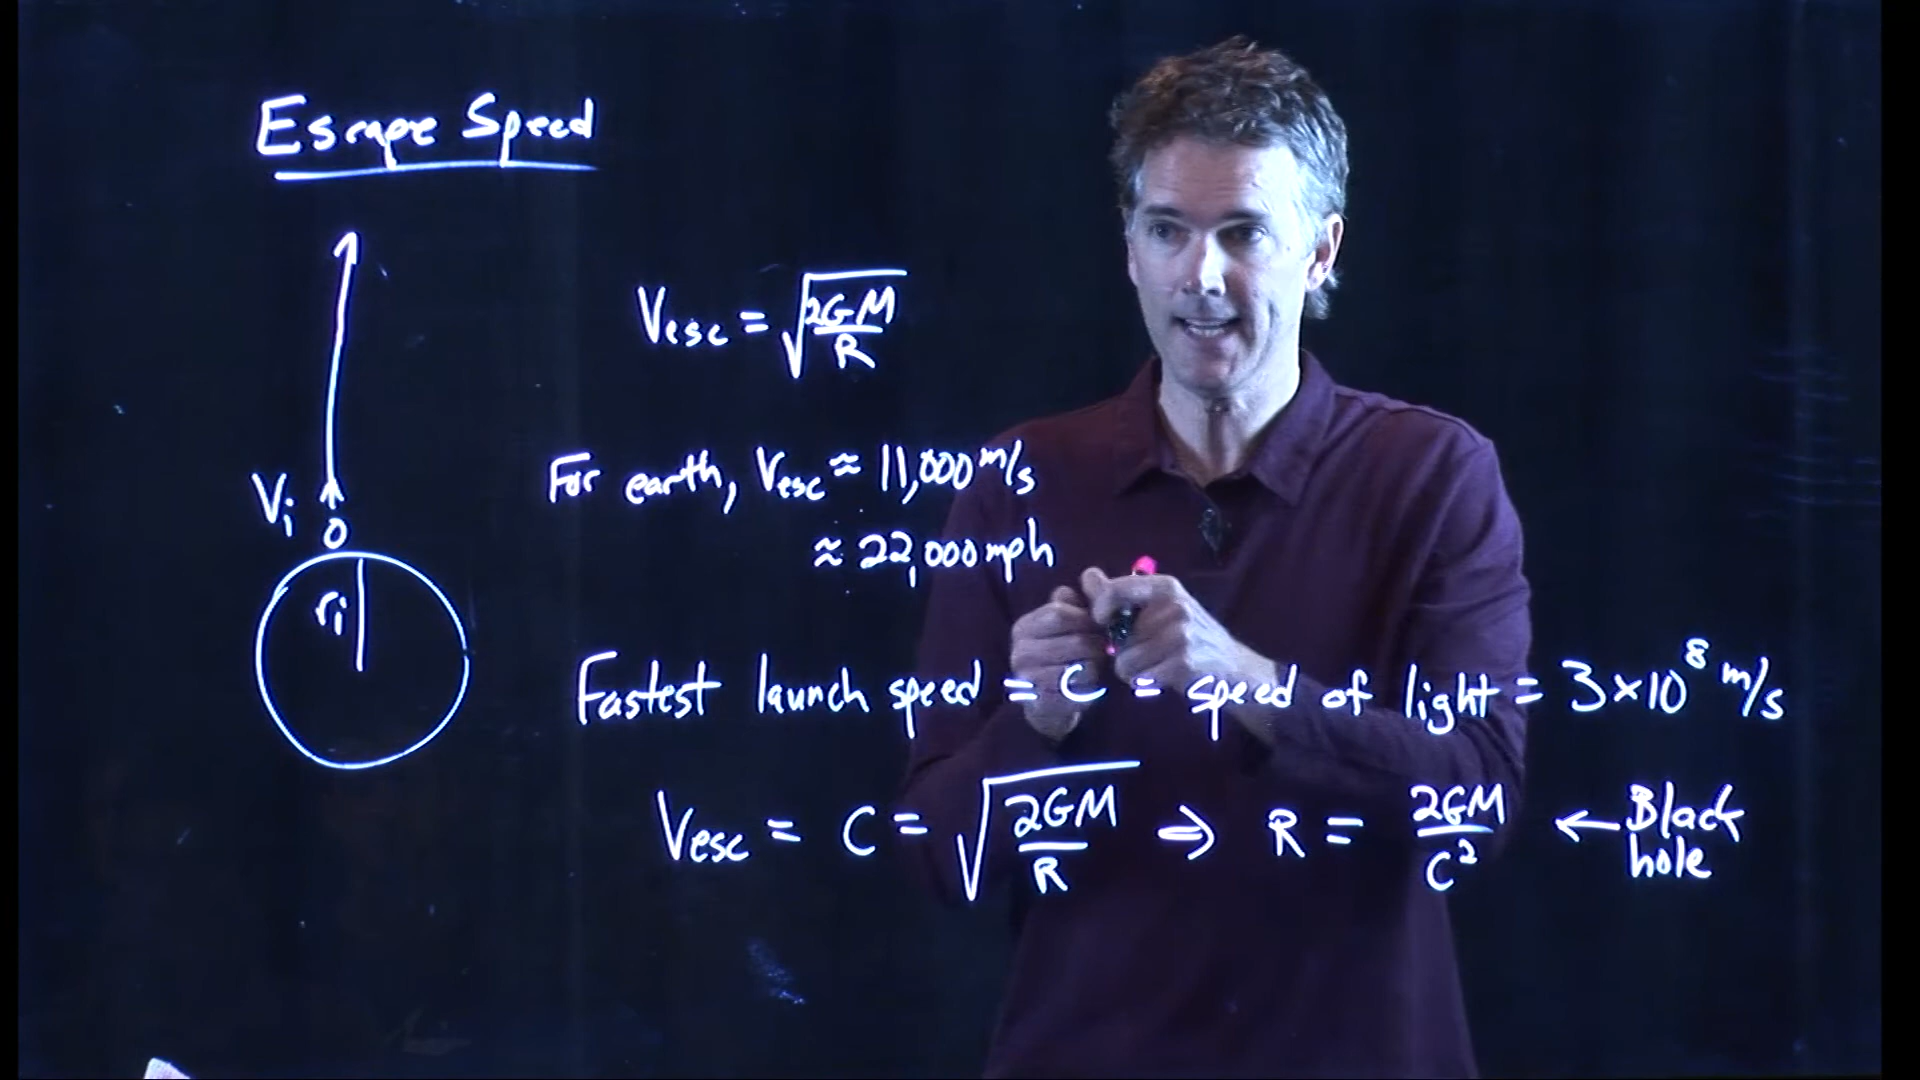 Escape Speed
Vesc = √(2GM/R)
For earth, Vesc ≈ 11,000 m/s
≈ 22,000 mph
Vi
ri
Fastest launch speed = C = speed of light = 3×10⁸ m/s
Vesc = C = √(2GM/R) ⇒ R = 2GM/C² ← Black hole